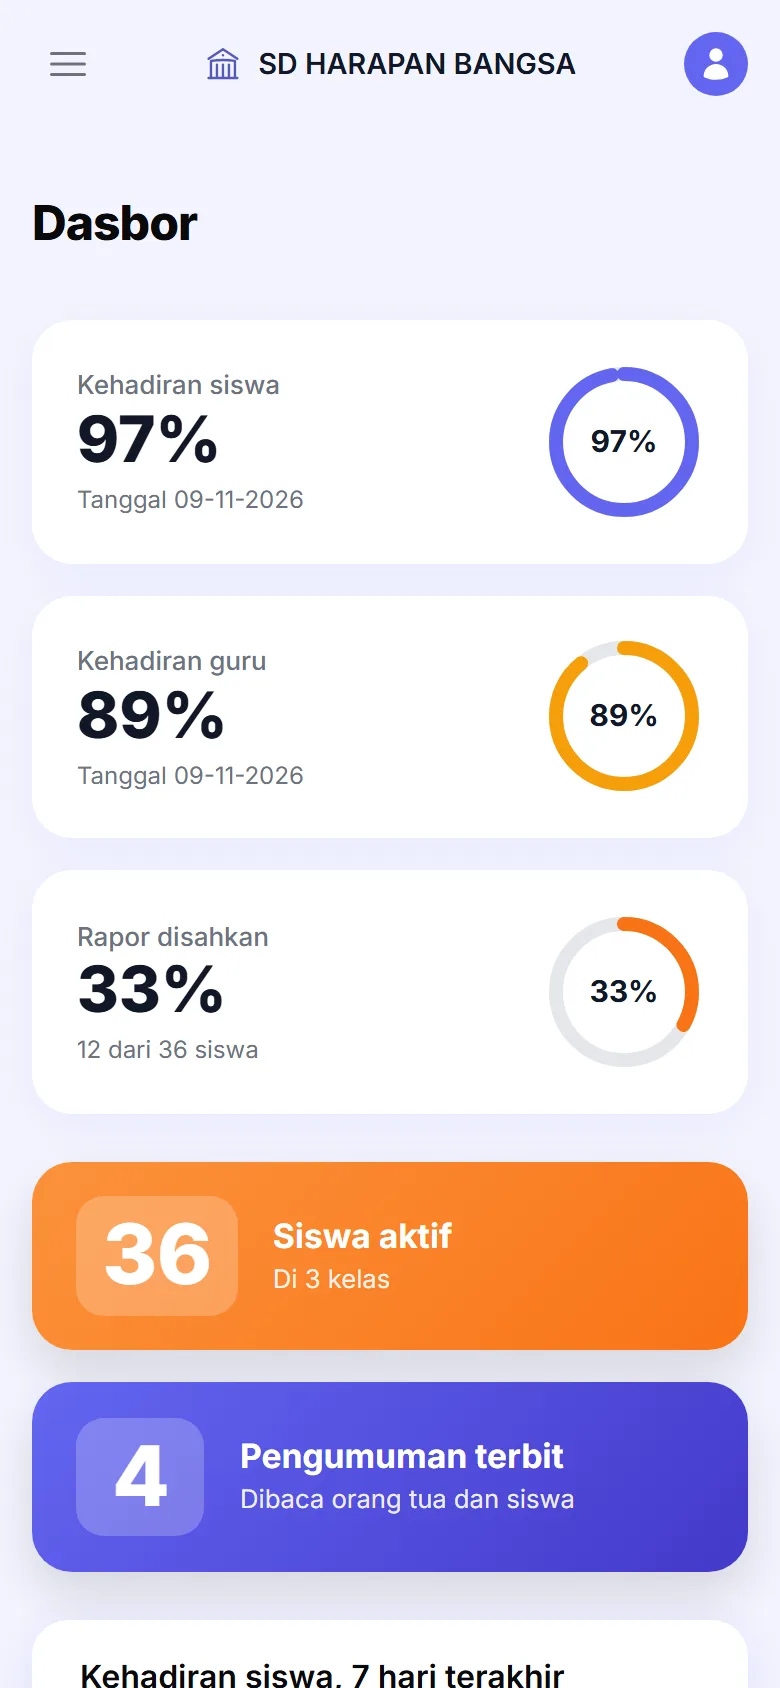 SD HARAPAN BANGSA
Dasbor
Kehadiran siswa
97%
Tanggal 09-11-2026
97%
Kehadiran guru
89%
Tanggal 09-11-2026
89%
Rapor disahkan
33%
12 dari 36 siswa
33%
36
Siswa aktif
Di 3 kelas
4
Pengumuman terbit
Dibaca orang tua dan siswa
Kehadiran siswa, 7 hari terakhir